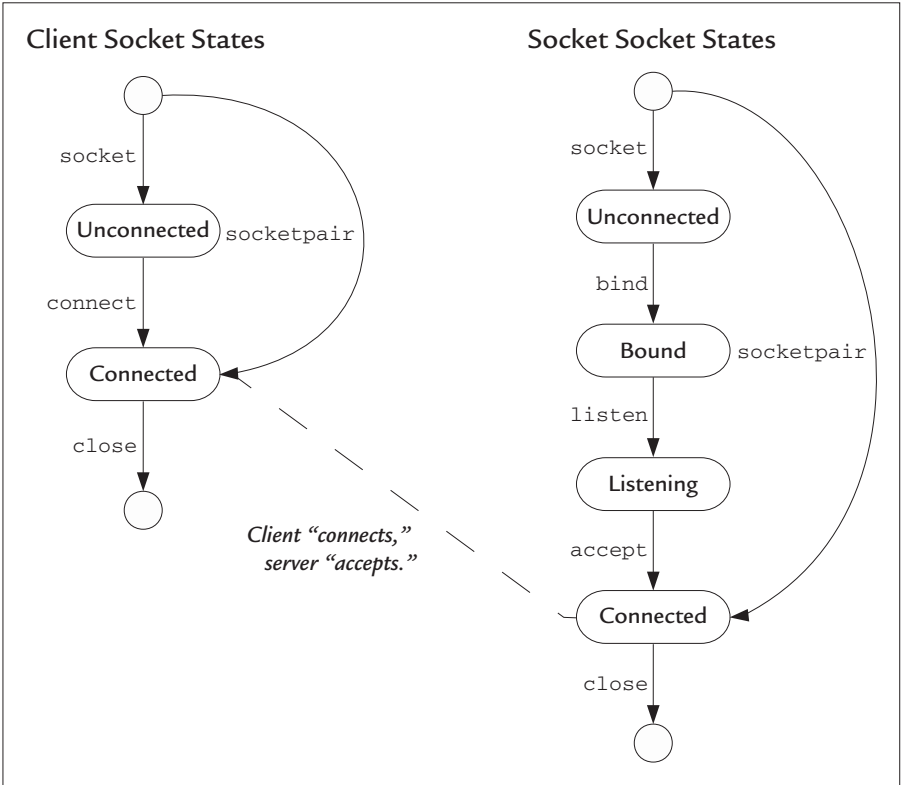 Client Socket States
socket
Unconnected
socketpair
connect
Connected
close
Client “connects,”
server “accepts.”
Socket Socket States
socket
Unconnected
bind
Bound
socketpair
listen
Listening
accept
Connected
close